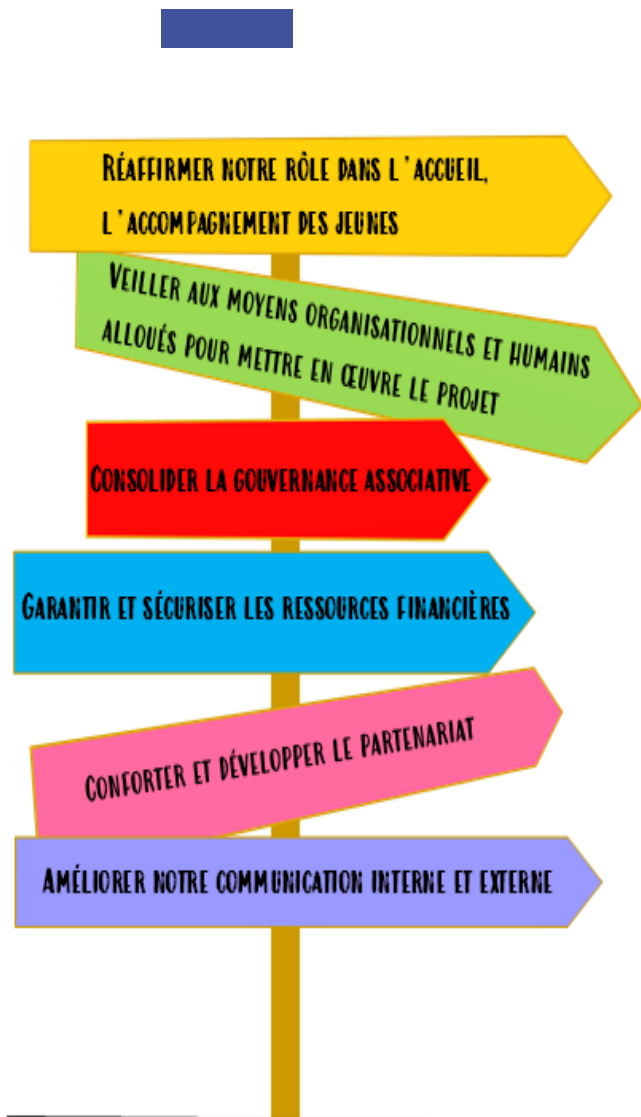 Réaffirmer notre rôle dans l'accueil,
l'accompagnement des jeunes
Veiller aux moyens organisationnels et humains
alloués pour mettre en œuvre le projet
Consolider la gouvernance associative
Garantir et sécuriser les ressources financières
Conforter et développer le partenariat
Améliorer notre communication interne et externe